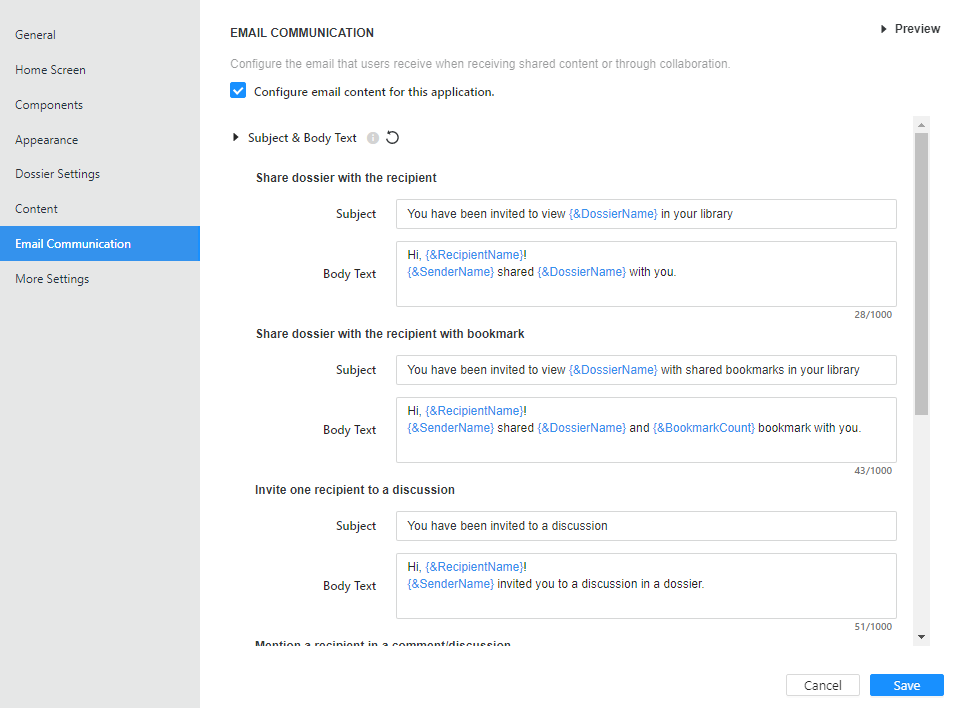 General
Home Screen
Components
Appearance
Dossier Settings
Content
Email Communication
More Settings
EMAIL COMMUNICATION
Preview
Configure the email that users receive when receiving shared content or through collaboration.
Configure email content for this application.
Subject & Body Text
Share dossier with the recipient
Subject
You have been invited to view {&DossierName} in your library
Body Text
Hi, {&RecipientName}!
{&SenderName} shared {&DossierName} with you.
28/1000
Share dossier with the recipient with bookmark
Subject
You have been invited to view {&DossierName} with shared bookmarks in your library
Body Text
Hi, {&RecipientName}!
{&SenderName} shared {&DossierName} and {&BookmarkCount} bookmark with you.
43/1000
Invite one recipient to a discussion
Subject
You have been invited to a discussion
Body Text
Hi, {&RecipientName}!
{&SenderName} invited you to a discussion in a dossier.
51/1000
Mention a recipient in a comment/discussion
Cancel
Save